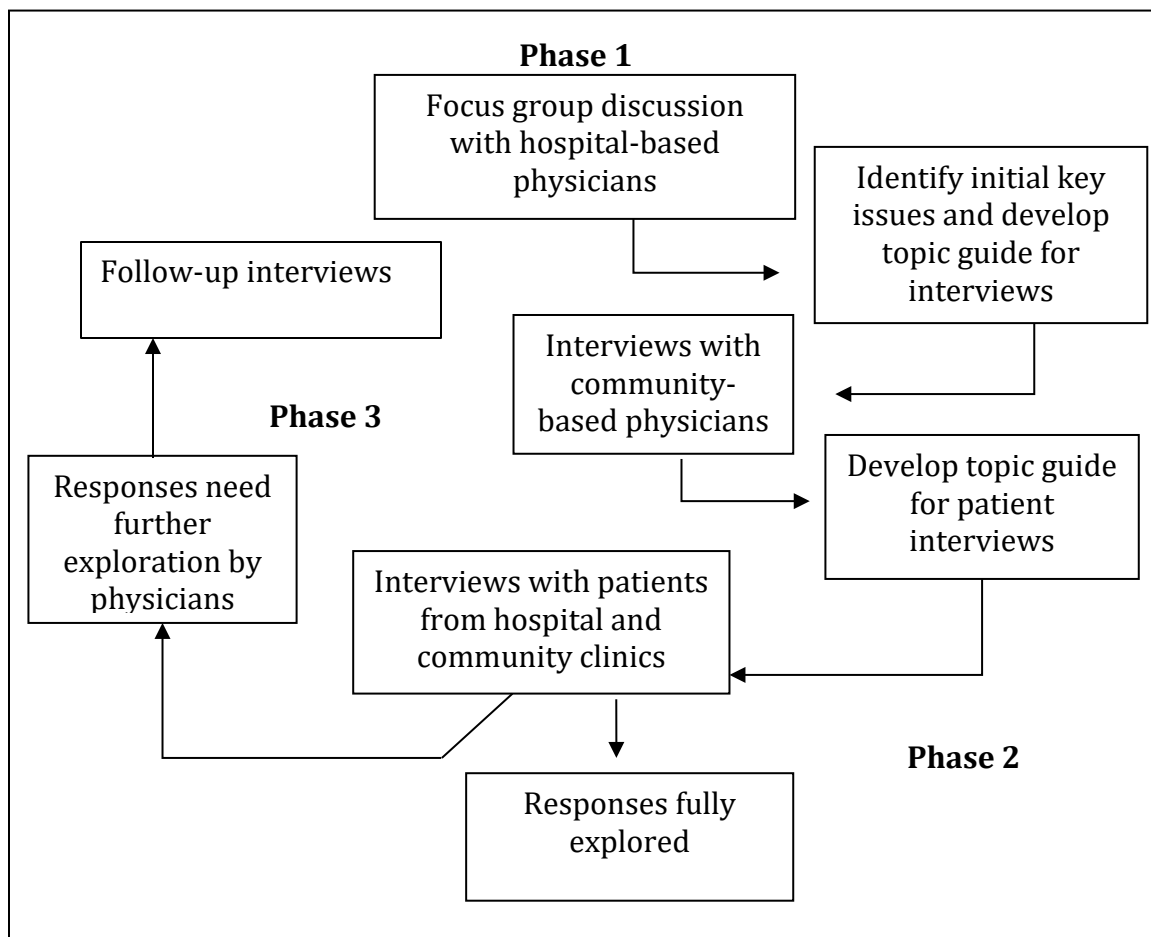 Phase 1
Focus group discussion
with hospital-based
physicians
Identify initial key
issues and develop
topic guide for
interviews
Follow-up interviews
Interviews with
community-
based physicians
Phase 3
Develop topic guide
for patient
interviews
Responses need
further
exploration by
physicians
Interviews with patients
from hospital and
community clinics
Phase 2
Responses fully
explored